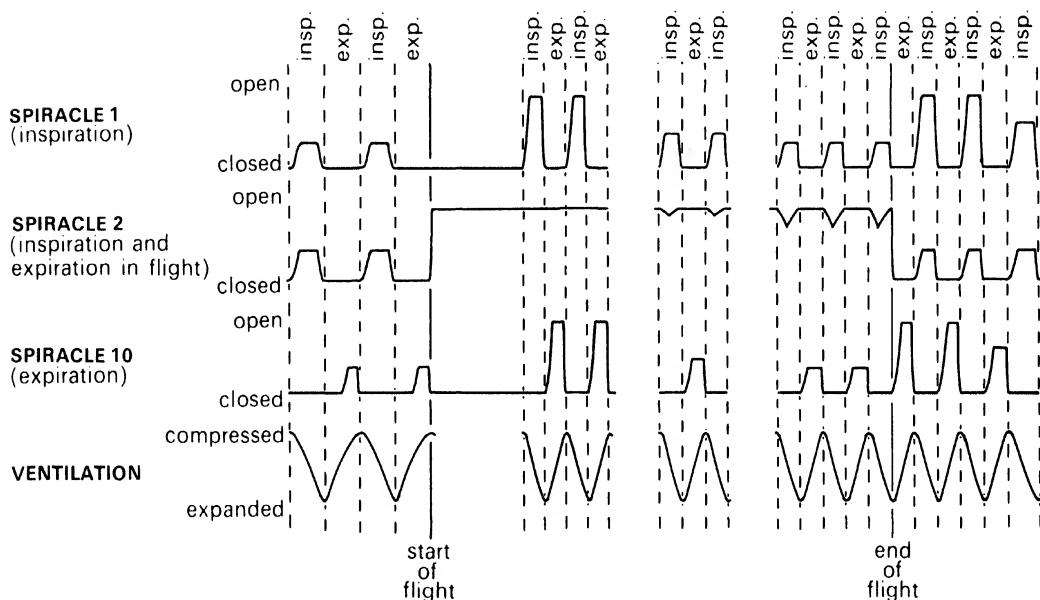 insp. exp. insp. exp. insp. exp. insp. exp. insp. exp. insp. insp. exp. insp. exp. insp. exp. insp. exp. insp. exp. insp.
open
SPIRACLE 1
(inspiration)
closed
open
SPIRACLE 2
(inspiration and
expiration in flight)
closed
open
SPIRACLE 10
(expiration)
closed
compressed
VENTILATION
expanded
start
of
flight
end
of
flight